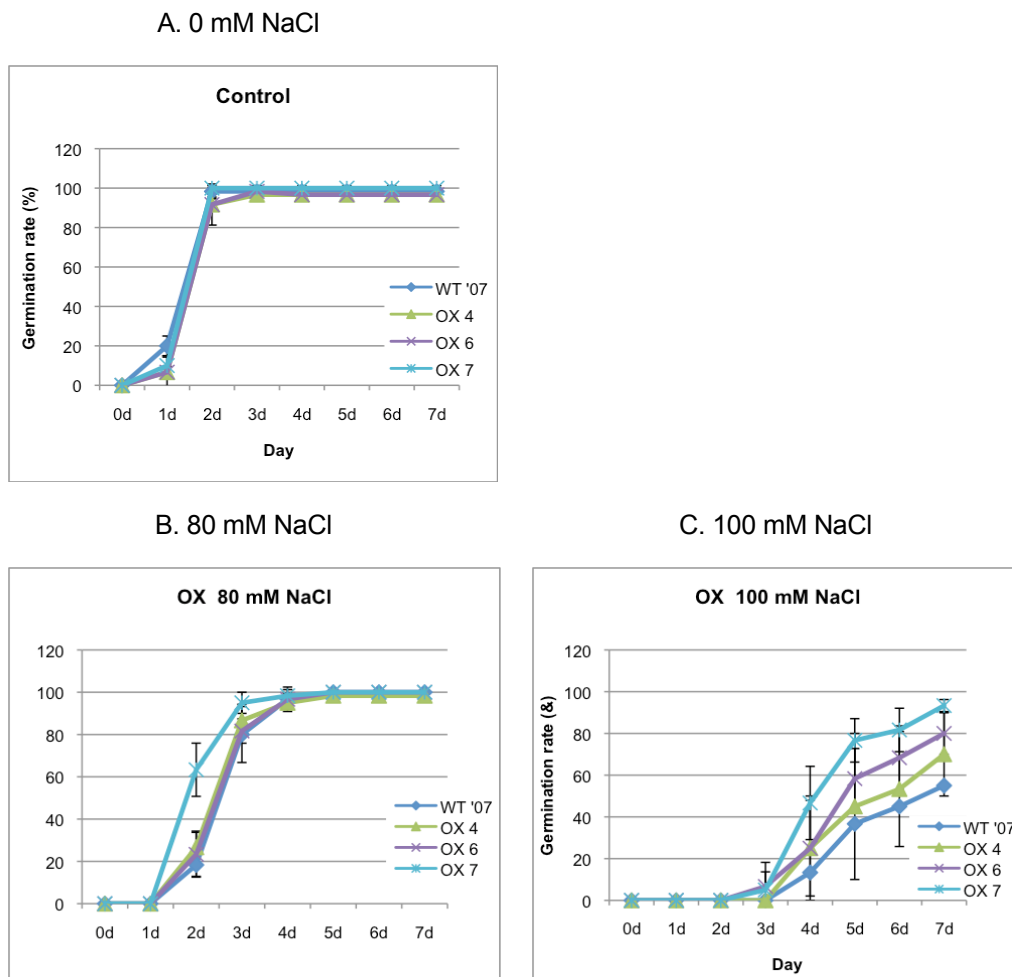 A. 0 mM NaCl
Control
Germination rate (%)
120
100
80
60
40
20
0
WT '07
OX 4
OX 6
OX 7
0d 1d 2d 3d 4d 5d 6d 7d
Day
B. 80 mM NaCl
OX 80 mM NaCl
120
100
80
60
40
20
0
WT '07
OX 4
OX 6
OX 7
0d 1d 2d 3d 4d 5d 6d 7d
C. 100 mM NaCl
OX 100 mM NaCl
Germination rate (&)
120
100
80
60
40
20
0
WT '07
OX 4
OX 6
OX 7
0d 1d 2d 3d 4d 5d 6d 7d
Day